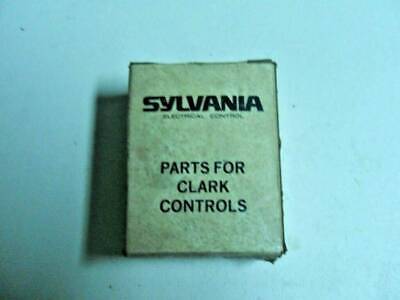 SYLVANIA
ELECTRICAL CONTROL
PARTS FOR
CLARK
CONTROLS